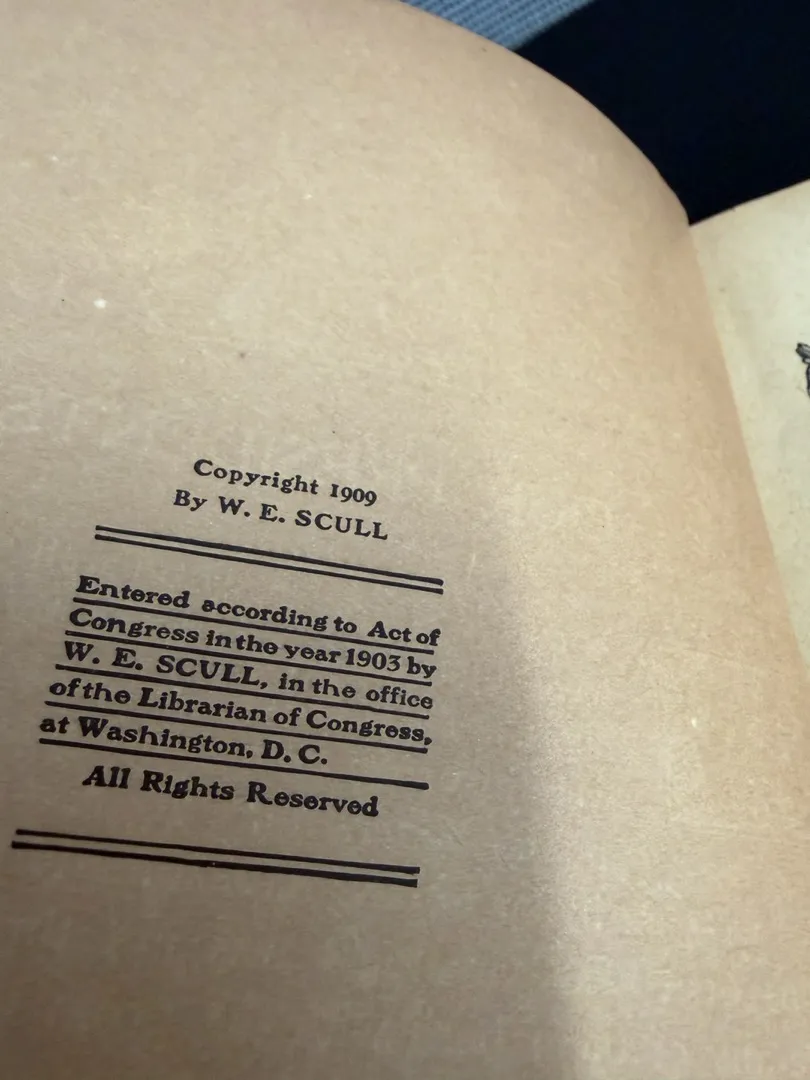 Copyright 1909
By W. E. SCULL
Entered according to Act of
Congress in the year 1903 by
W. E. SCULL, in the office
of the Librarian of Congress,
at Washington, D. C.
All Rights Reserved